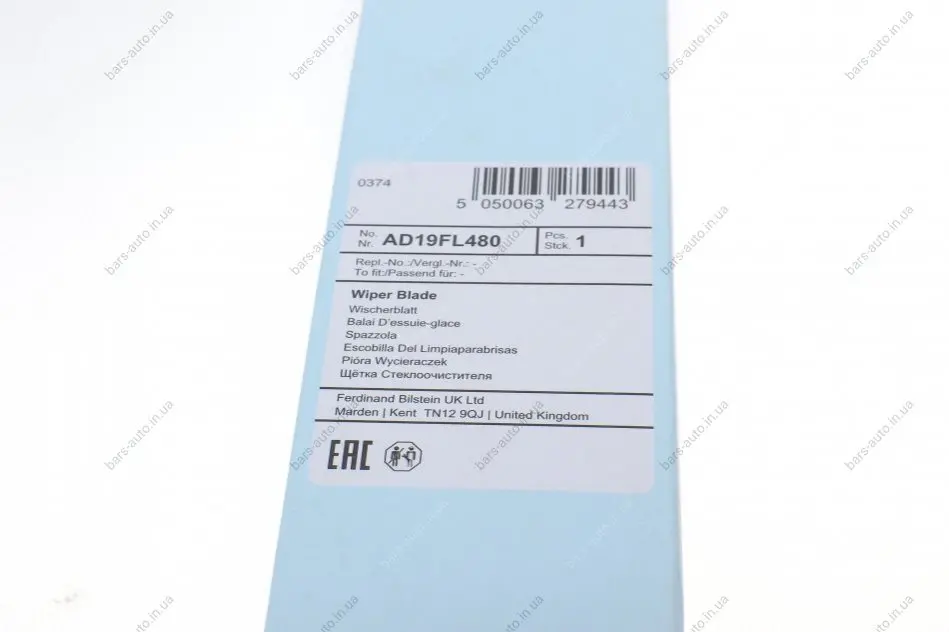 0374
5 050063 279443
No. Nr. AD19FL480 Pcs. Stck. 1
Repl.-No.:/Vergl.-Nr.: -
To fit:/Passend für: -
Wiper Blade
Wischerblatt
Balai D'essuie-glace
Spazzola
Escobilla Del Limpiaparabrisas
Pióra Wycieraczek
Щётка Стеклоочистителя
Ferdinand Bilstein UK Ltd
Marden | Kent TN12 9QJ | United Kingdom
EAC
bars-auto.in.ua